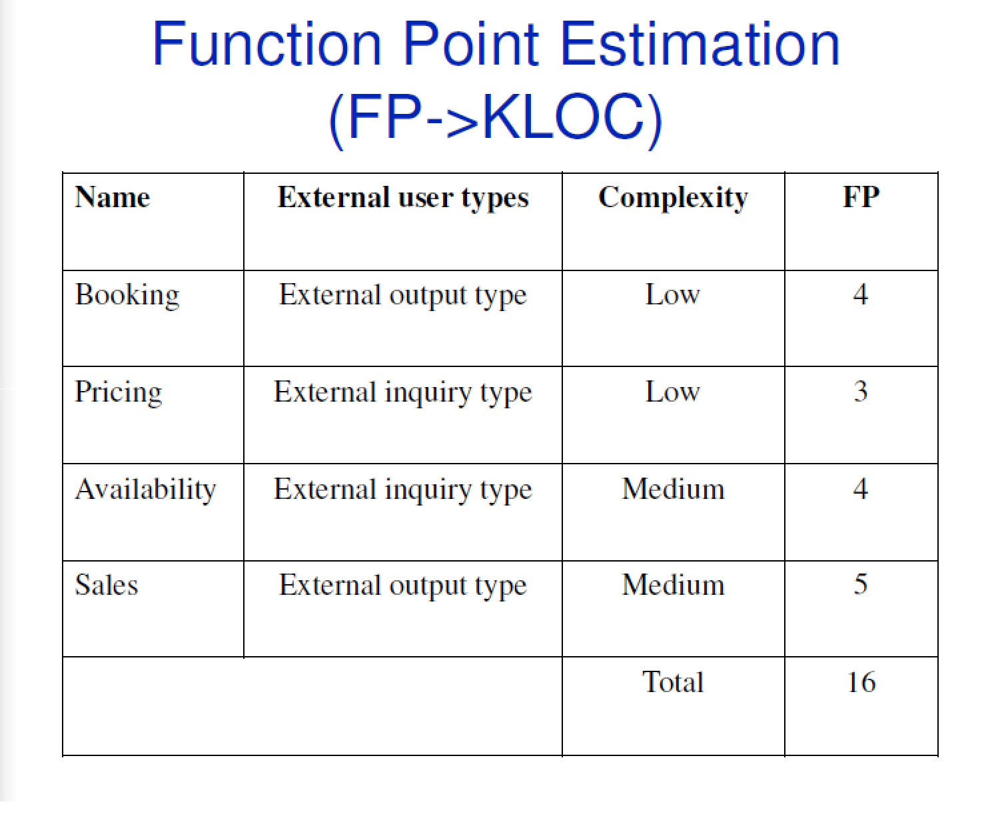 Function Point Estimation
(FP->KLOC)
Name External user types Complexity FP
Booking External output type Low 4
Pricing External inquiry type Low 3
Availability External inquiry type Medium 4
Sales External output type Medium 5
Total 16